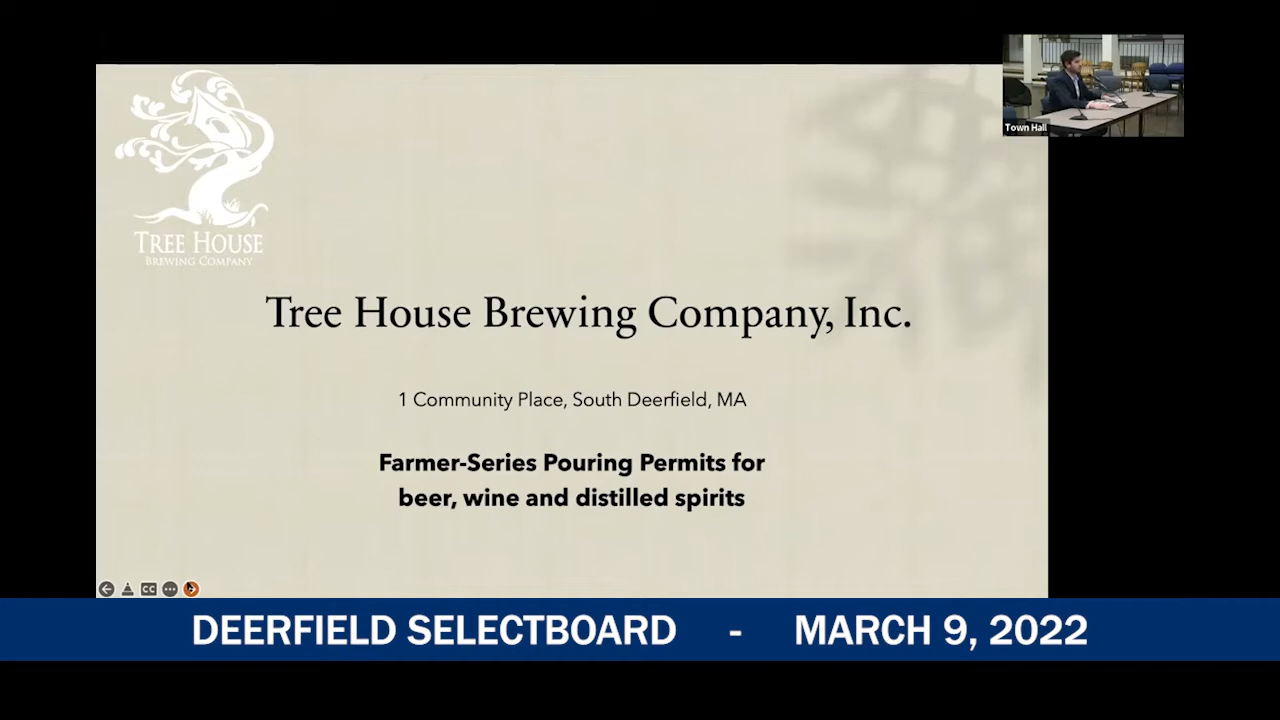 Town Hall
TREE HOUSE
BREWING COMPANY
Tree House Brewing Company, Inc.
1 Community Place, South Deerfield, MA
Farmer-Series Pouring Permits for
beer, wine and distilled spirits
CC
DEERFIELD SELECTBOARD - MARCH 9, 2022